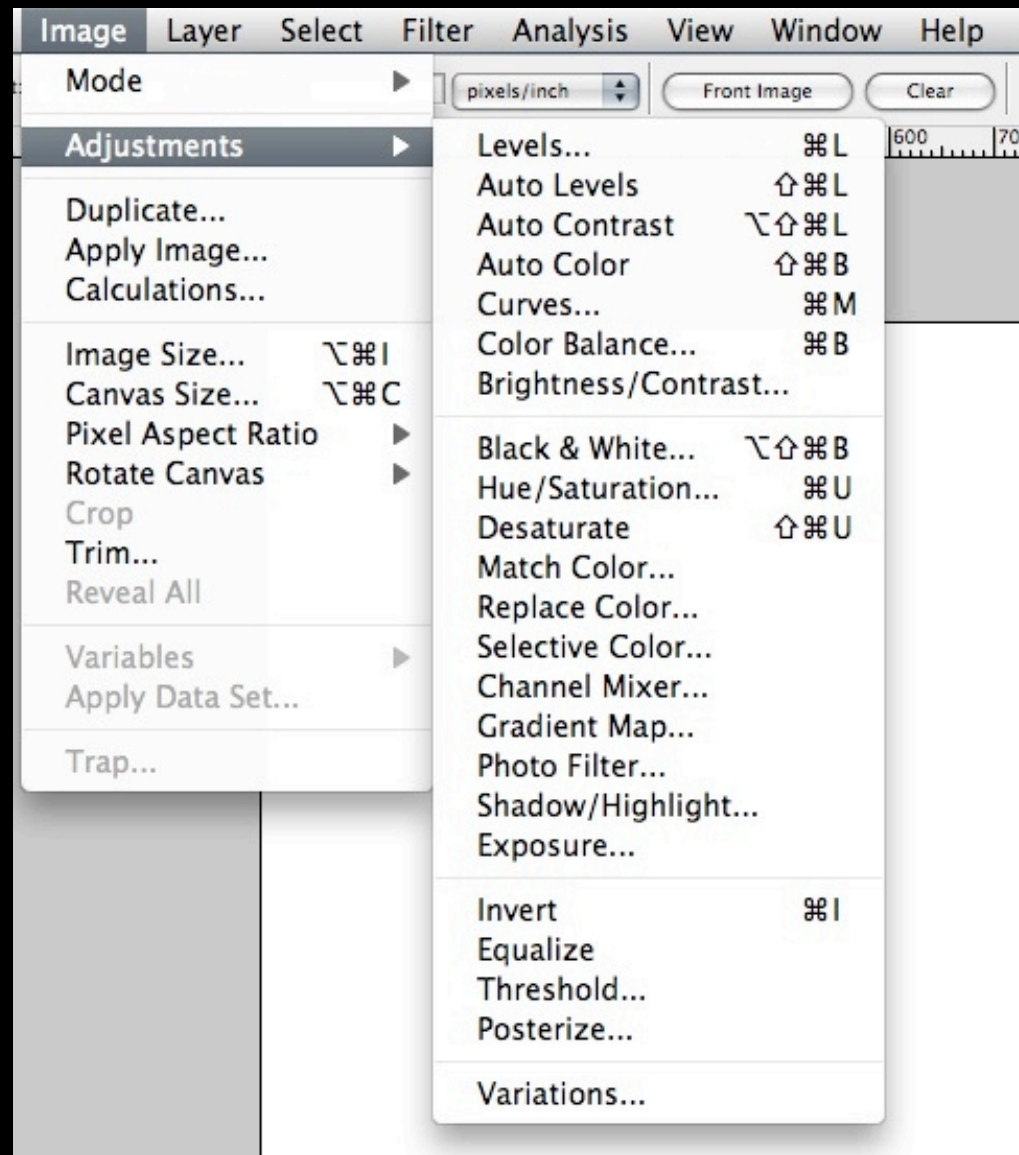 Image Layer Select Filter Analysis View Window Help
t:
pixels/inch Front Image Clear
600 70
Mode
Adjustments
Duplicate...
Apply Image...
Calculations...
Image Size... ⌥⌘I
Canvas Size... ⌥⌘C
Pixel Aspect Ratio
Rotate Canvas
Crop
Trim...
Reveal All
Variables
Apply Data Set...
Trap...
Levels... ⌘L
Auto Levels ⇧⌘L
Auto Contrast ⌥⇧⌘L
Auto Color ⇧⌘B
Curves... ⌘M
Color Balance... ⌘B
Brightness/Contrast...
Black & White... ⌥⇧⌘B
Hue/Saturation... ⌘U
Desaturate ⇧⌘U
Match Color...
Replace Color...
Selective Color...
Channel Mixer...
Gradient Map...
Photo Filter...
Shadow/Highlight...
Exposure...
Invert ⌘I
Equalize
Threshold...
Posterize...
Variations...